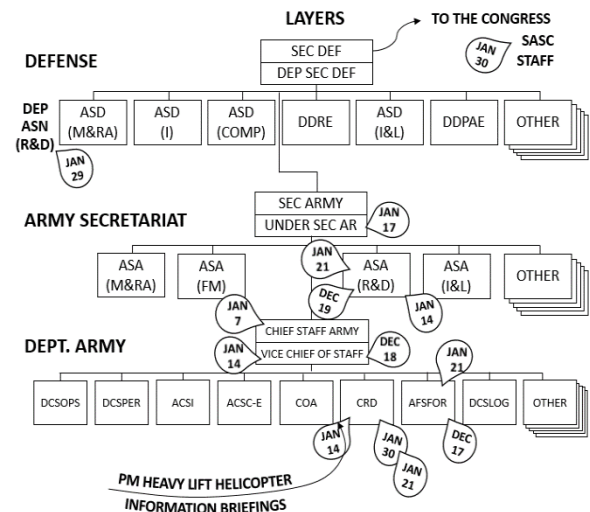 LAYERS
TO THE CONGRESS
SEC DEF
DEP SEC DEF
JAN
30
SASC
STAFF
DEFENSE
DEP
ASN
(R&D)
ASD
(M&RA)
ASD
(I)
ASD
(COMP)
DDRE
ASD
(I&L)
DDPAE
OTHER
JAN
29
SEC ARMY
UNDER SEC AR
JAN
17
ARMY SECRETARIAT
JAN
21
ASA
(M&RA)
ASA
(FM)
ASA
(R&D)
ASA
(I&L)
OTHER
DEC
19
JAN
14
JAN
7
CHIEF STAFF ARMY
VICE CHIEF OF STAFF
JAN
14
DEC
18
DEPT. ARMY
JAN
21
DCSOPS
DCSPER
ACSI
ACSC-E
COA
CRD
AFSFOR
DCSLOG
OTHER
JAN
14
JAN
30
DEC
17
JAN
21
PM HEAVY LIFT HELICOPTER
INFORMATION BRIEFINGS